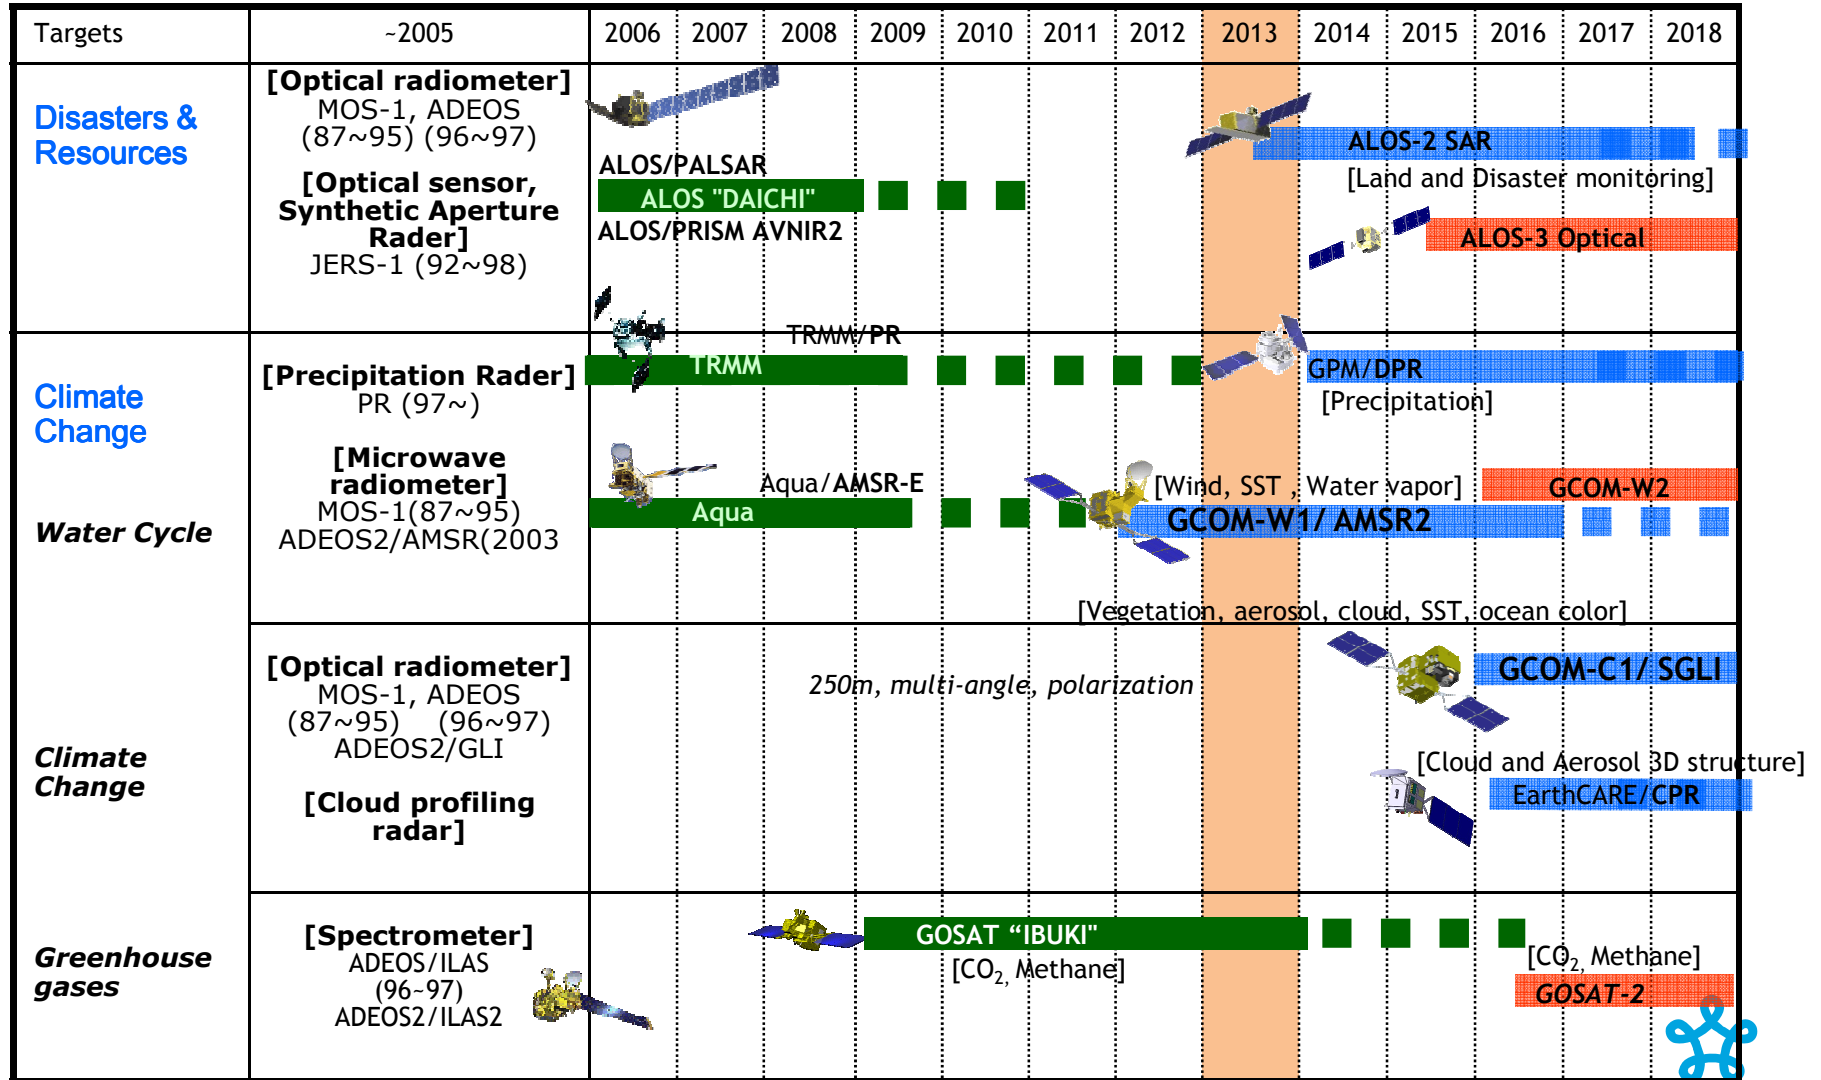 Targets ~2005 2006 2007 2008 2009 2010 2011 2012 2013 2014 2015 2016 2017 2018
Disasters &
Resources
[Optical radiometer]
MOS-1, ADEOS
(87~95) (96~97)
[Optical sensor,
Synthetic Aperture
Rader]
JERS-1 (92~98)
ALOS/PALSAR
ALOS "DAICHI"
ALOS/PRISM AVNIR2
ALOS-2 SAR
[Land and Disaster monitoring]
ALOS-3 Optical
Climate
Change
Water Cycle
[Precipitation Rader]
PR (97~)
[Microwave
radiometer]
MOS-1(87~95)
ADEOS2/AMSR(2003
TRMM/PR
TRMM
GPM/DPR
[Precipitation]
Aqua/AMSR-E
Aqua
[Wind, SST , Water vapor]
GCOM-W1/ AMSR2
GCOM-W2
[Vegetation, aerosol, cloud, SST, ocean color]
Climate
Change
[Optical radiometer]
MOS-1, ADEOS
(87~95) (96~97)
ADEOS2/GLI
[Cloud profiling
radar]
250m, multi-angle, polarization
GCOM-C1/ SGLI
[Cloud and Aerosol 3D structure]
EarthCARE/CPR
Greenhouse
gases
[Spectrometer]
ADEOS/ILAS
(96~97)
ADEOS2/ILAS2
GOSAT “IBUKI"
[CO2, Methane]
[CO2, Methane]
GOSAT-2